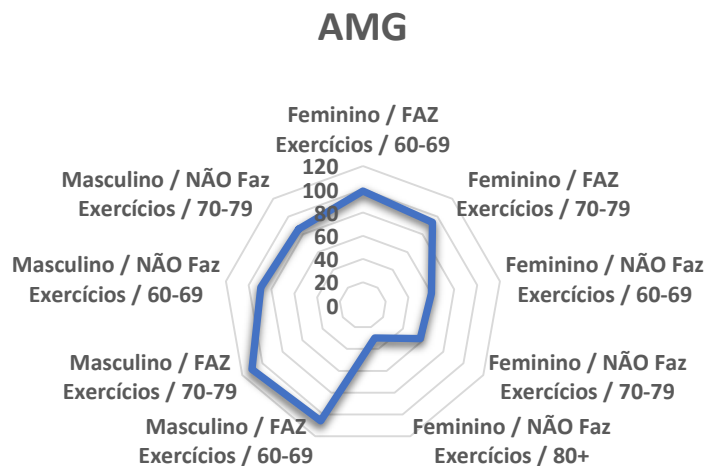 AMG
Feminino / FAZ
Exercícios / 60-69
Feminino / FAZ
Exercícios / 70-79
Feminino / NÃO Faz
Exercícios / 60-69
Feminino / NÃO Faz
Exercícios / 70-79
Feminino / NÃO Faz
Exercícios / 80+
Masculino / FAZ
Exercícios / 60-69
Masculino / FAZ
Exercícios / 70-79
Masculino / NÃO Faz
Exercícios / 60-69
Masculino / NÃO Faz
Exercícios / 70-79
120
100
80
60
40
20
0